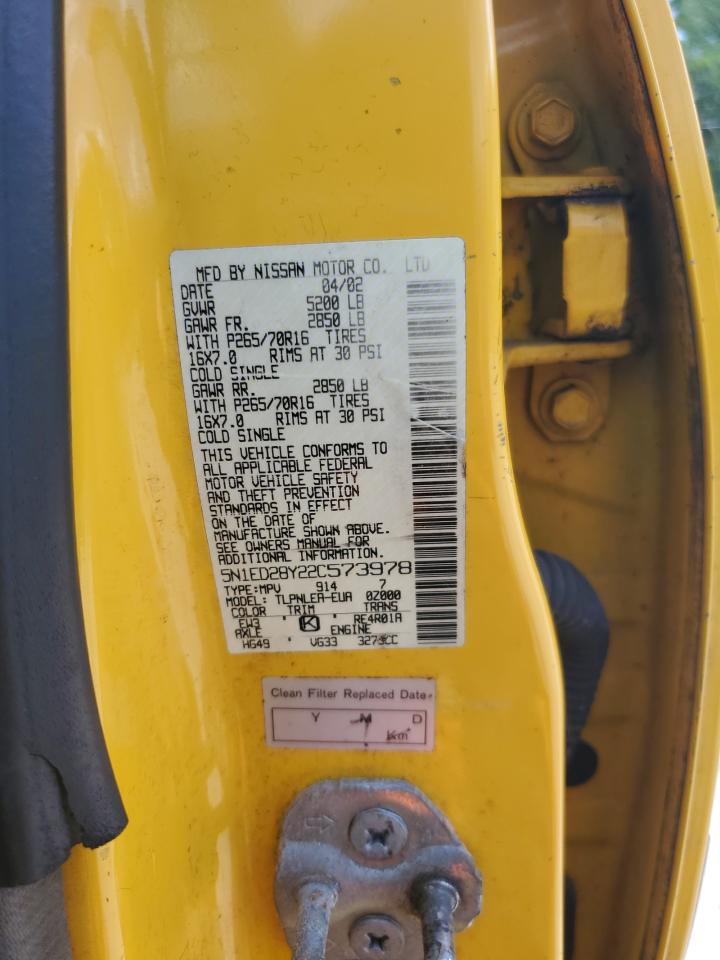 MFD BY NISSAN MOTOR CO. LTD
DATE 04/02
GVWR 5200 LB
GAWR FR. 2850 LB
WITH P265/70R16 TIRES
16X7.0 RIMS AT 30 PSI
COLD SINGLE
GAWR RR. 2850 LB
WITH P265/70R16 TIRES
16X7.0 RIMS AT 30 PSI
COLD SINGLE
THIS VEHICLE CONFORMS TO
ALL APPLICABLE FEDERAL
MOTOR VEHICLE SAFETY
AND THEFT PREVENTION
STANDARDS IN EFFECT
ON THE DATE OF
MANUFACTURE SHOWN ABOVE.
SEE OWNERS MANUAL FOR
ADDITIONAL INFORMATION.
5N1ED28Y22C573978
TYPE:MPV 914 7
MODEL: TLPNLEA-EUA 0Z000
COLOR TRIM TRANS
EW3 K RE4R01A
AXLE ENGINE
HG49 VG33 3275CC
Clean Filter Replaced Date
Y M D
Km